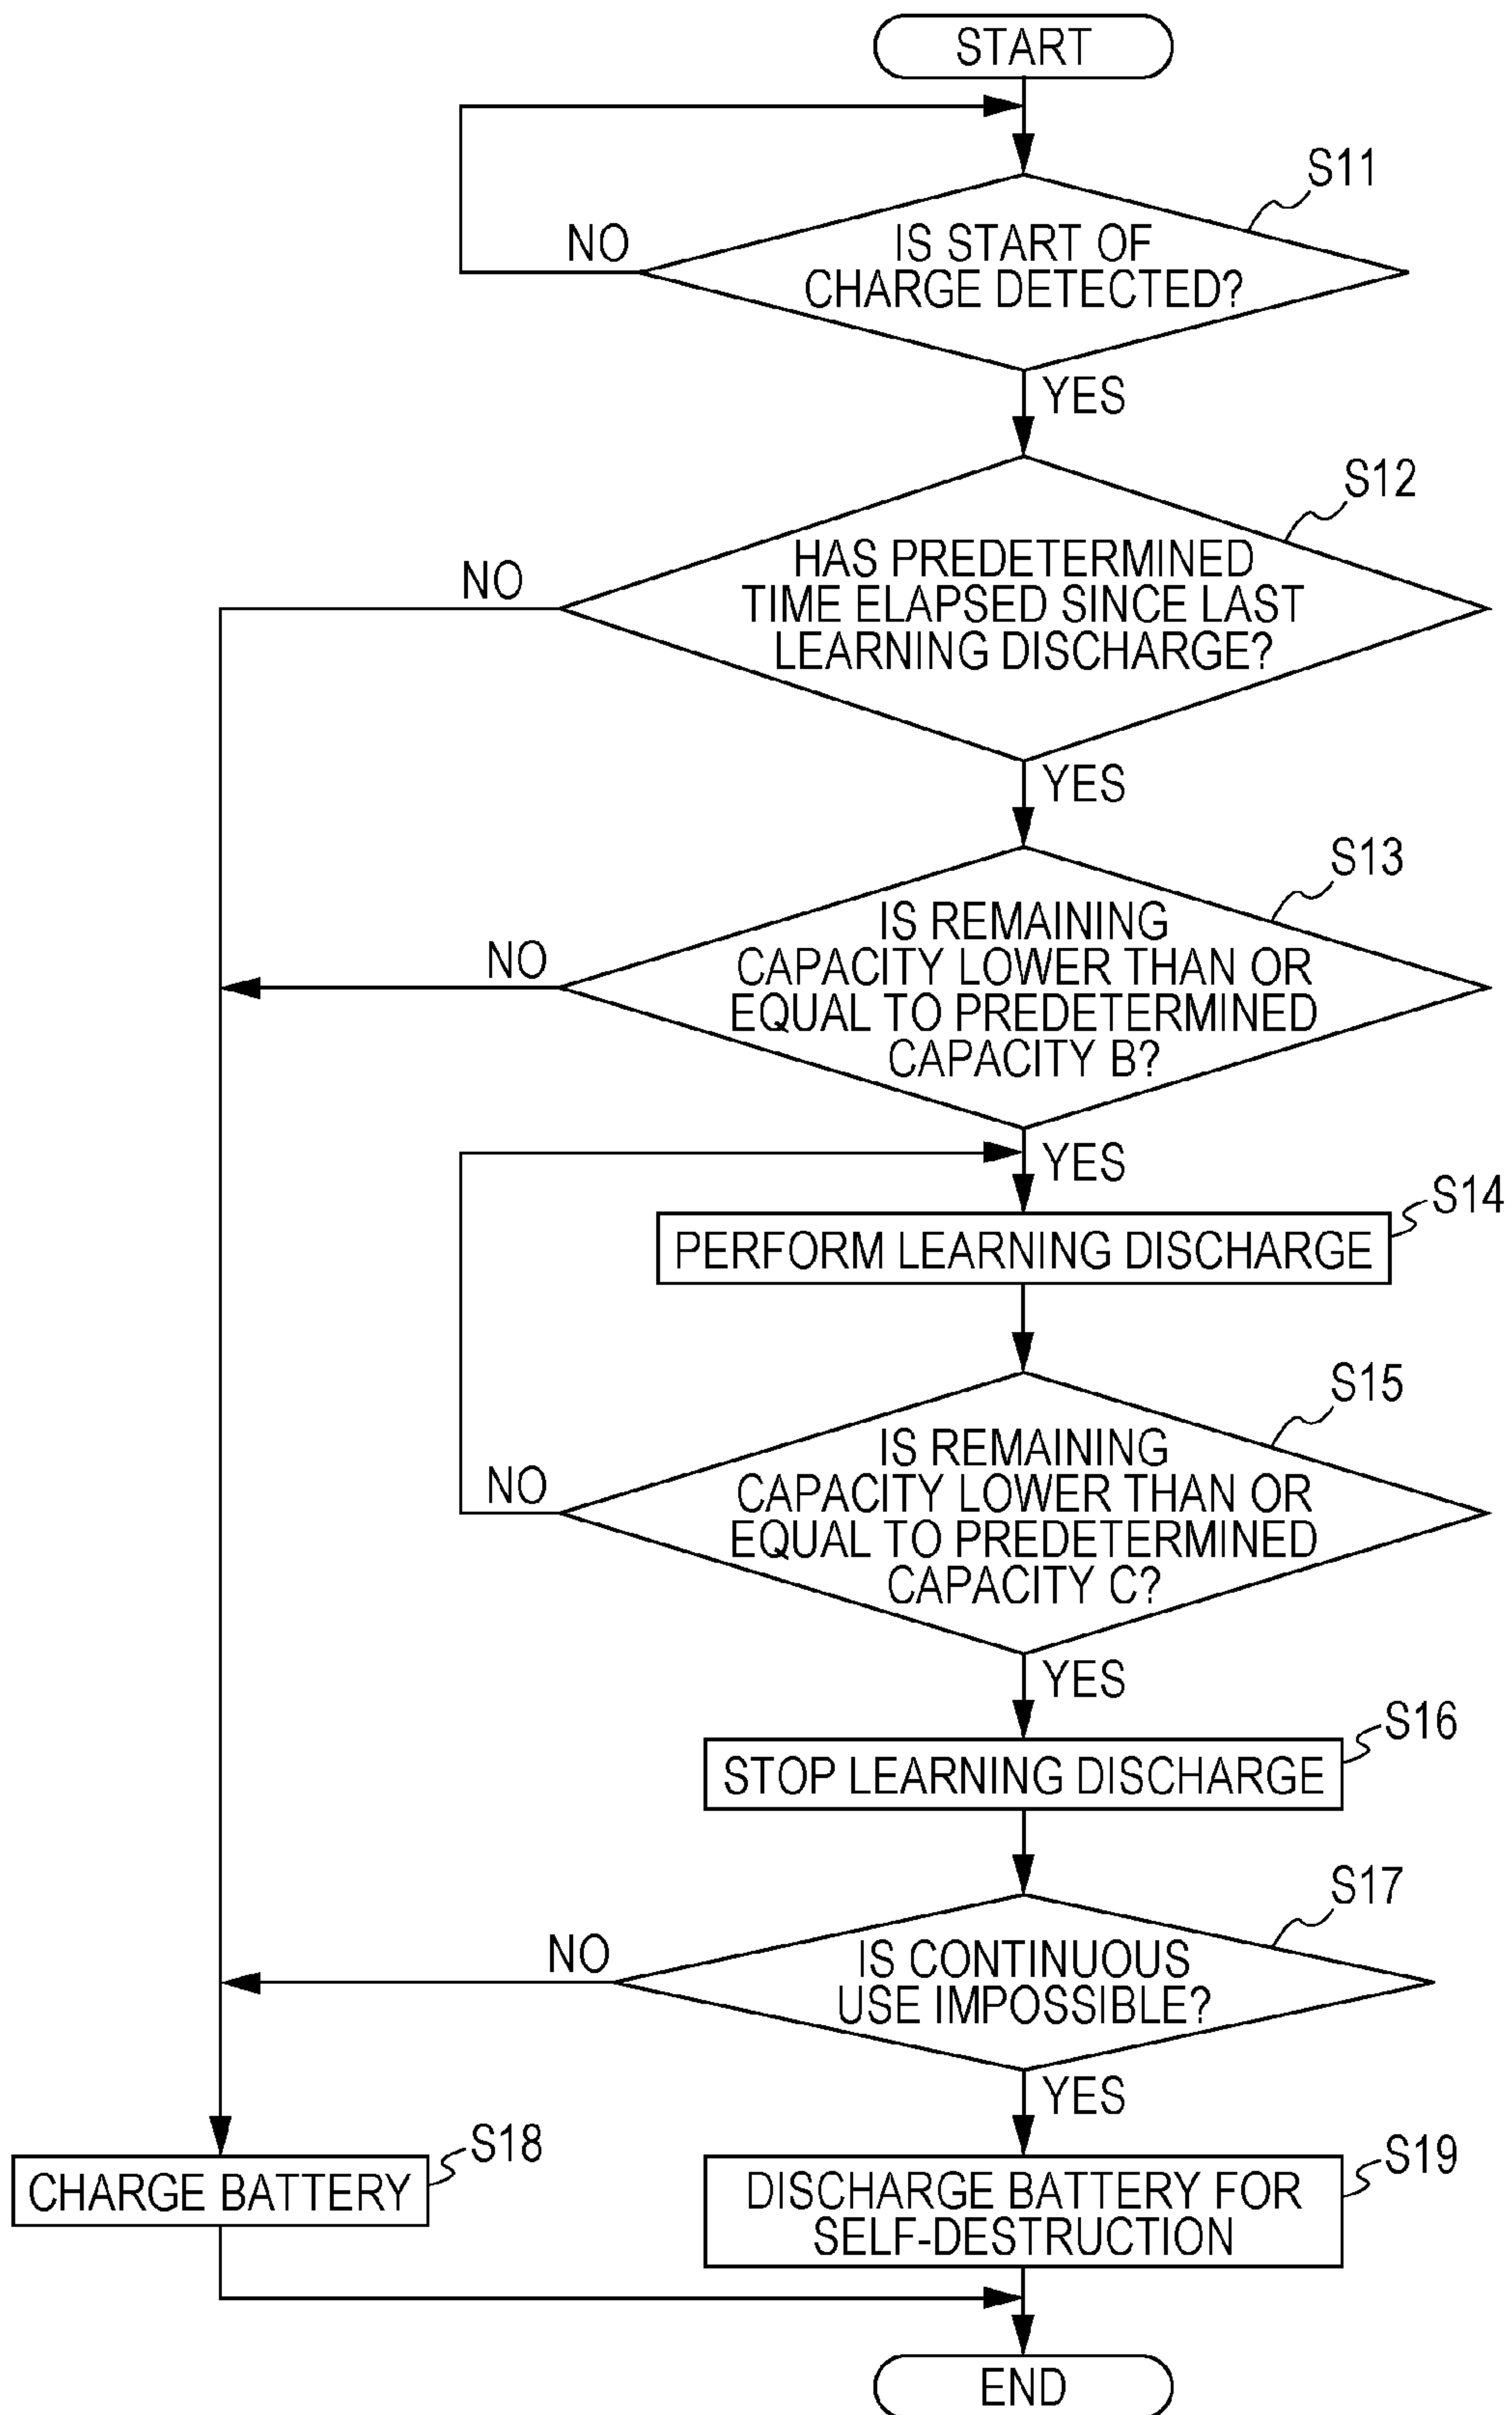 START
S11
NO
IS START OF
CHARGE DETECTED?
YES
S12
NO
HAS PREDETERMINED
TIME ELAPSED SINCE LAST
LEARNING DISCHARGE?
YES
S13
NO
IS REMAINING
CAPACITY LOWER THAN OR
EQUAL TO PREDETERMINED
CAPACITY B?
YES
S14
PERFORM LEARNING DISCHARGE
S15
NO
IS REMAINING
CAPACITY LOWER THAN OR
EQUAL TO PREDETERMINED
CAPACITY C?
YES
S16
STOP LEARNING DISCHARGE
S17
NO
IS CONTINUOUS
USE IMPOSSIBLE?
YES
S18
CHARGE BATTERY
S19
DISCHARGE BATTERY FOR
SELF-DESTRUCTION
END